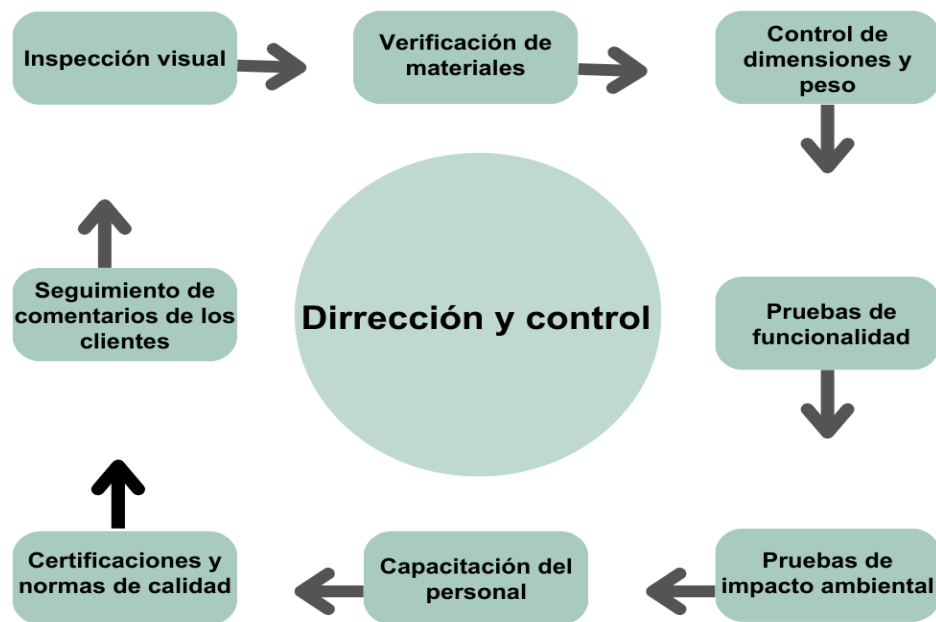 Inspección visual
Verificación de
materiales
Control de
dimensiones y
peso
Seguimiento de
comentarios de los
clientes
Dirrección y control
Pruebas de
funcionalidad
Certificaciones y
normas de calidad
Capacitación del
personal
Pruebas de
impacto ambiental